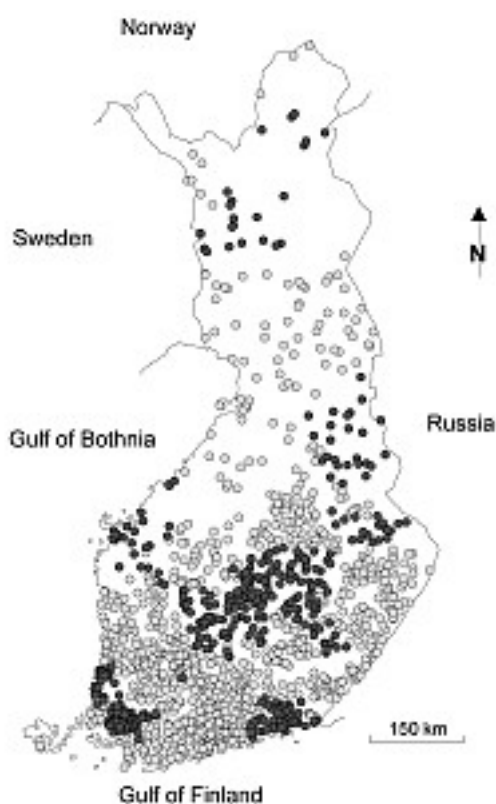 Norway
Sweden
N
Gulf of Bothnia
Russia
150 km
Gulf of Finland